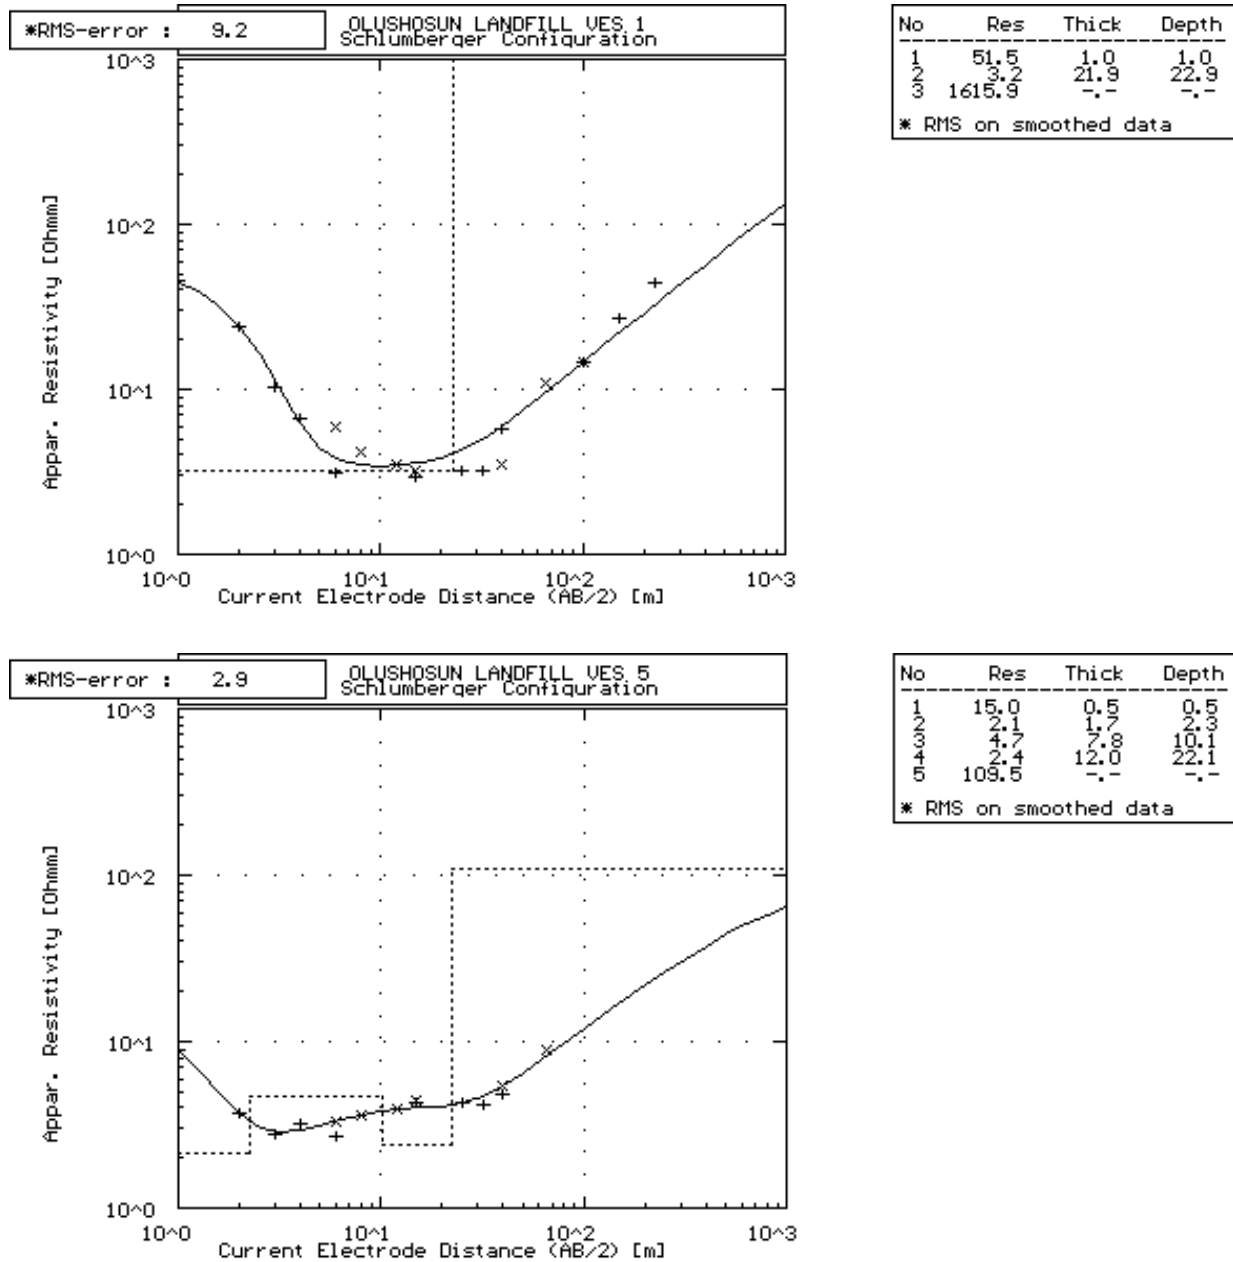 *RMS-error : 9.2
OLUSHOSUN LANDFILL VES 1
Schlumberger Configuration
No Res Thick Depth
1 51.5 1.0 1.0
2 3.2 21.9 22.9
3 1615.9 -.- -.-
* RMS on smoothed data
10^3
10^2
10^1
10^0
Appar. Resistivity [Ohmm]
10^0 10^1 10^2 10^3
Current Electrode Distance (AB/2) [m]
*RMS-error : 2.9
OLUSHOSUN LANDFILL VES 5
Schlumberger Configuration
No Res Thick Depth
1 15.0 0.5 0.5
2 2.1 1.7 2.3
3 4.7 7.8 10.1
4 2.4 12.0 22.1
5 109.5 -.- -.-
* RMS on smoothed data
10^3
10^2
10^1
10^0
Appar. Resistivity [Ohmm]
10^0 10^1 10^2 10^3
Current Electrode Distance (AB/2) [m]